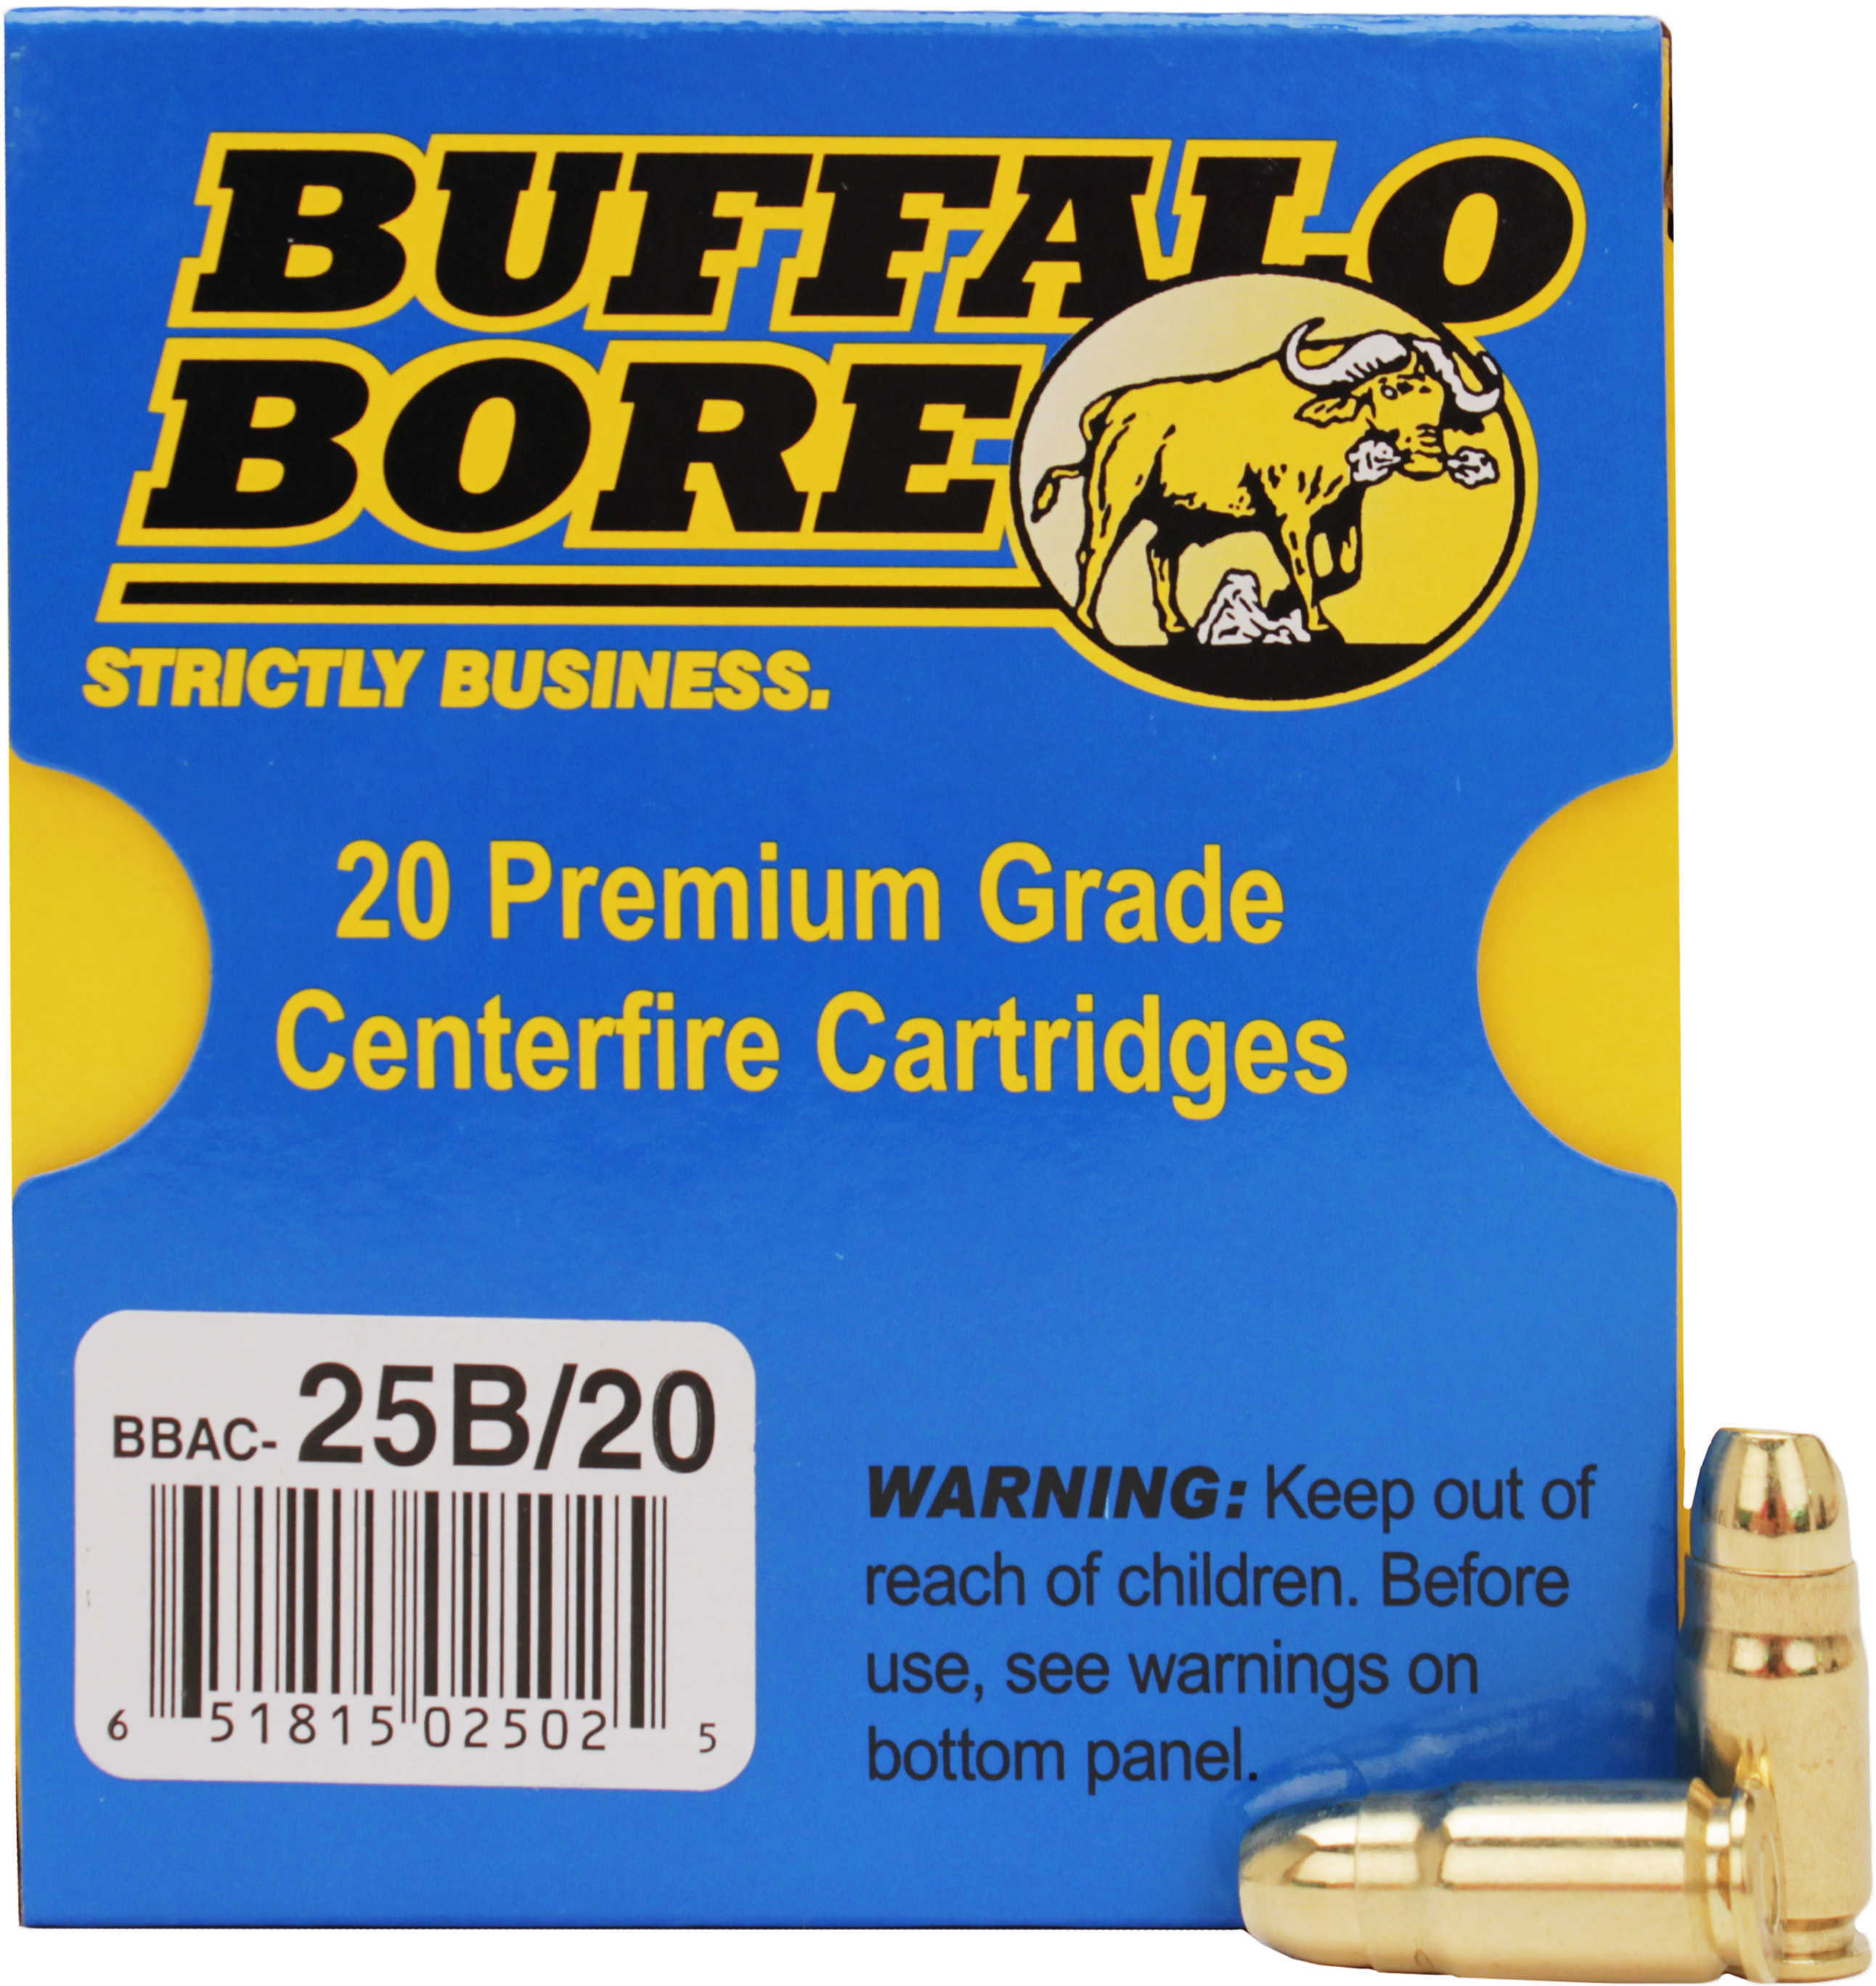 BUFFALO
BORE
STRICTLY BUSINESS.
20 Premium Grade
Centerfire Cartridges
BBAC- 25B/20
6 51815 02502 5
WARNING: Keep out of
reach of children. Before
use, see warnings on
bottom panel.